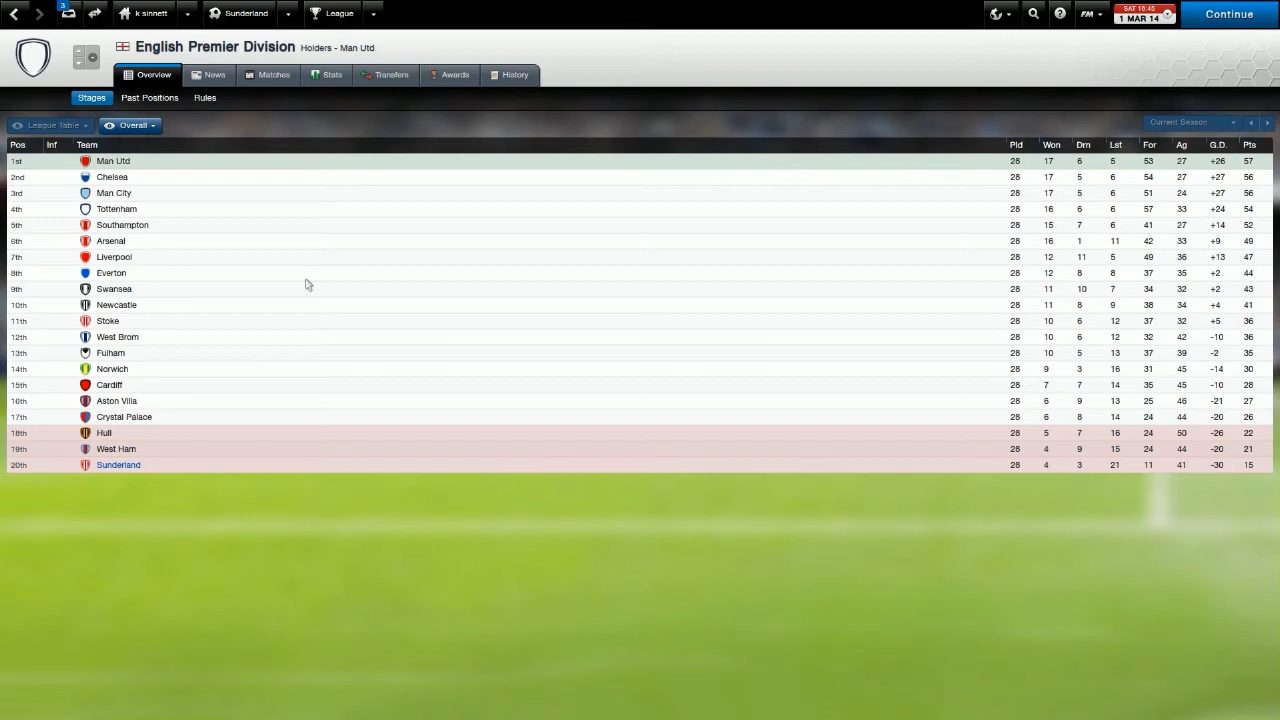 3 k sinnett Sunderland League FM SAT 16:45 1 MAR 14 Continue
English Premier Division Holders - Man Utd
Overview News Matches Stats Transfers Awards History
Stages Past Positions Rules
League Table Overall Current Season
Pos Inf Team Pld Won Drn Lst For Ag G.D. Pts
1st Man Utd 28 17 6 5 53 27 +26 57
2nd Chelsea 28 17 5 6 54 27 +27 56
3rd Man City 28 17 5 6 51 24 +27 56
4th Tottenham 28 16 6 6 57 33 +24 54
5th Southampton 28 15 7 6 41 27 +14 52
6th Arsenal 28 16 1 11 42 33 +9 49
7th Liverpool 28 12 11 5 49 36 +13 47
8th Everton 28 12 8 8 37 35 +2 44
9th Swansea 28 11 10 7 34 32 +2 43
10th Newcastle 28 11 8 9 38 34 +4 41
11th Stoke 28 10 6 12 37 32 +5 36
12th West Brom 28 10 6 12 32 42 -10 36
13th Fulham 28 10 5 13 37 39 -2 35
14th Norwich 28 9 3 16 31 45 -14 30
15th Cardiff 28 7 7 14 35 45 -10 28
16th Aston Villa 28 6 9 13 25 46 -21 27
17th Crystal Palace 28 6 8 14 24 44 -20 26
18th Hull 28 5 7 16 24 50 -26 22
19th West Ham 28 4 9 15 24 44 -20 21
20th Sunderland 28 4 3 21 11 41 -30 15